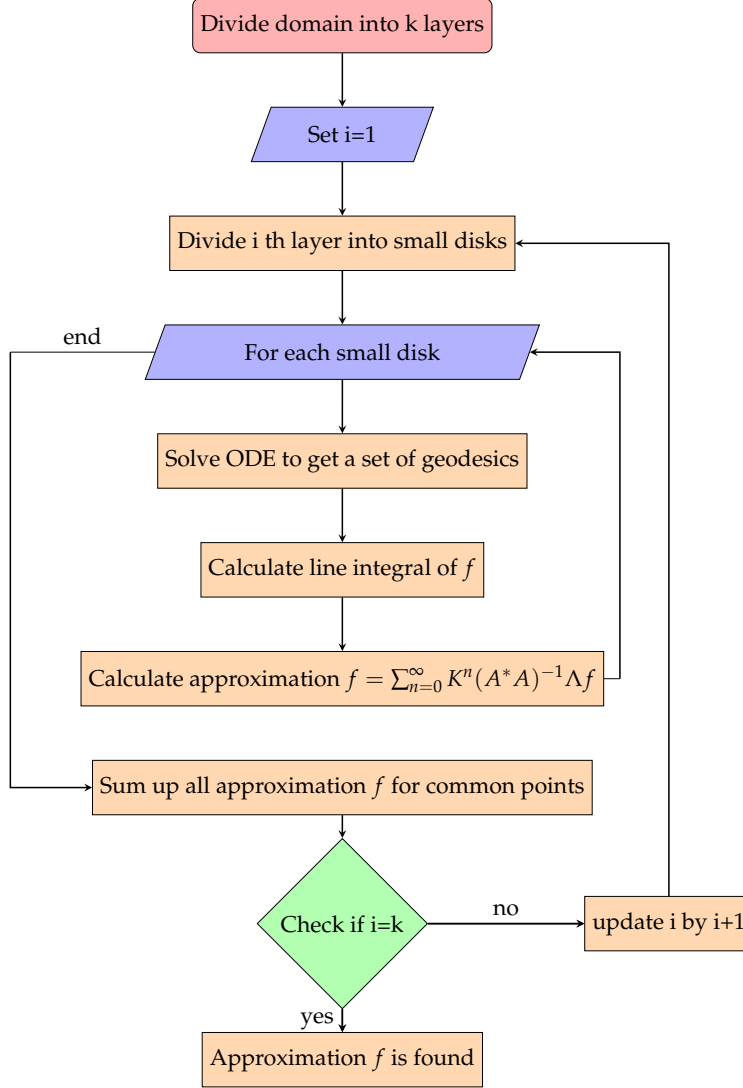 Divide domain into k layers
Set i=1
Divide i th layer into small disks
end
For each small disk
Solve ODE to get a set of geodesics
Calculate line integral of f
Calculate approximation f = ∑_{n=0}^{∞} K^n(A*A)^{−1}Λf
Sum up all approximation f for common points
Check if i=k
no
update i by i+1
yes
Approximation f is found